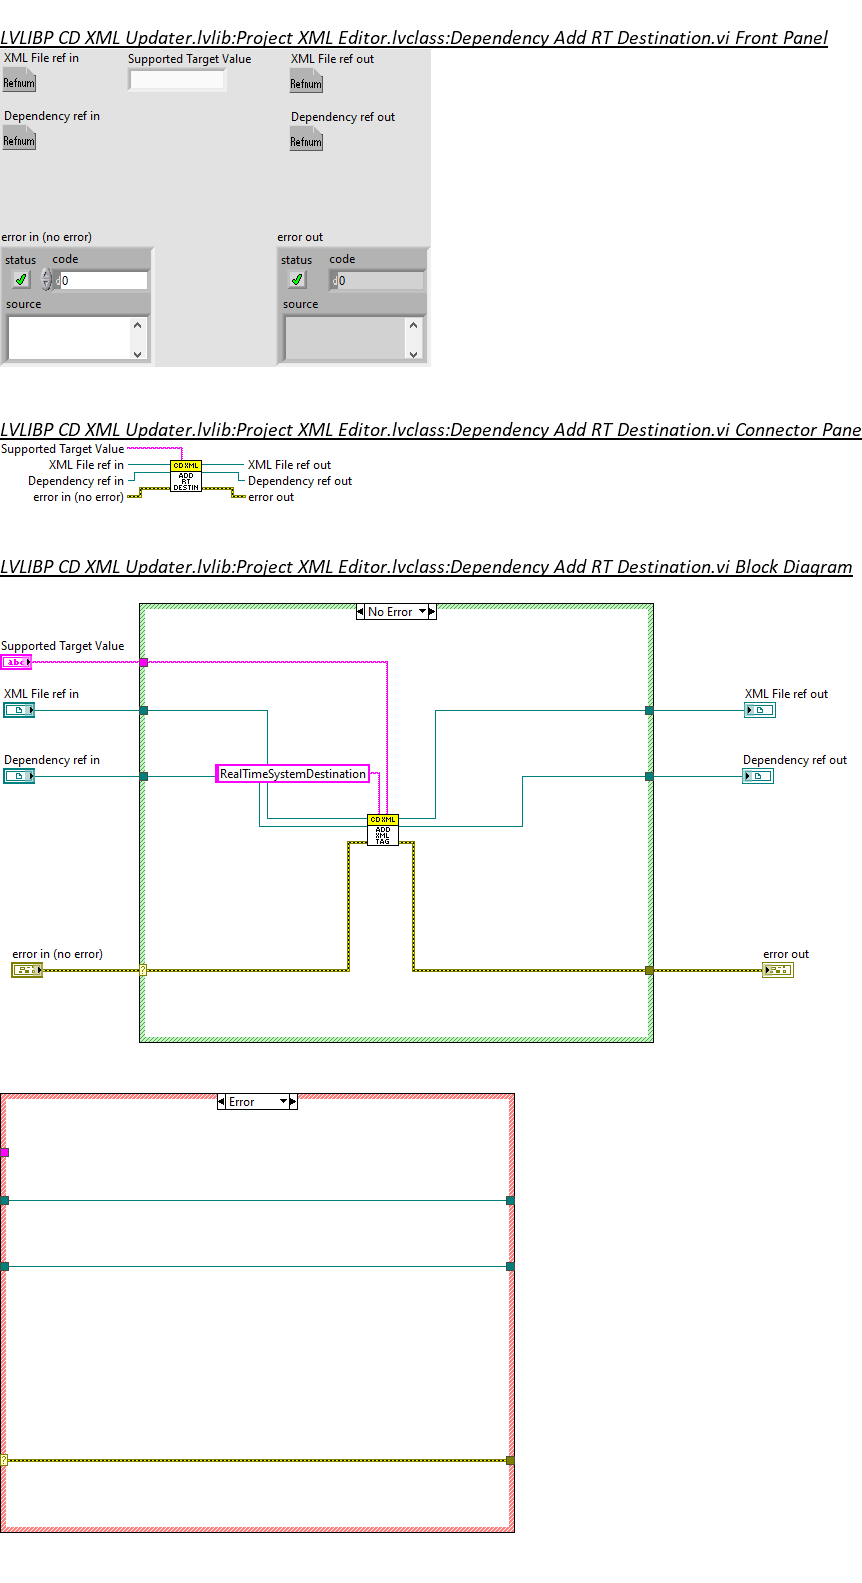 LVLIBP CD XML Updater.lvlib:Project XML Editor.lvclass:Dependency Add RT Destination.vi Front Panel
XML File ref in
Supported Target Value
XML File ref out
Refnum
Refnum
Dependency ref in
Dependency ref out
Refnum
Refnum
error in (no error)
error out
status
code
status
code
d
0
d
0
source
source
LVLIBP CD XML Updater.lvlib:Project XML Editor.lvclass:Dependency Add RT Destination.vi Connector Pane
Supported Target Value
XML File ref in
CD XML
XML File ref out
Dependency ref in
ADD
RT
DESTIN
Dependency ref out
error in (no error)
error out
LVLIBP CD XML Updater.lvlib:Project XML Editor.lvclass:Dependency Add RT Destination.vi Block Diagram
No Error
Supported Target Value
abc
XML File ref in
XML File ref out
Dependency ref in
Dependency ref out
RealTimeSystemDestination
CD XML
ADD
XML
TAG
error in (no error)
error out
?
Error
?